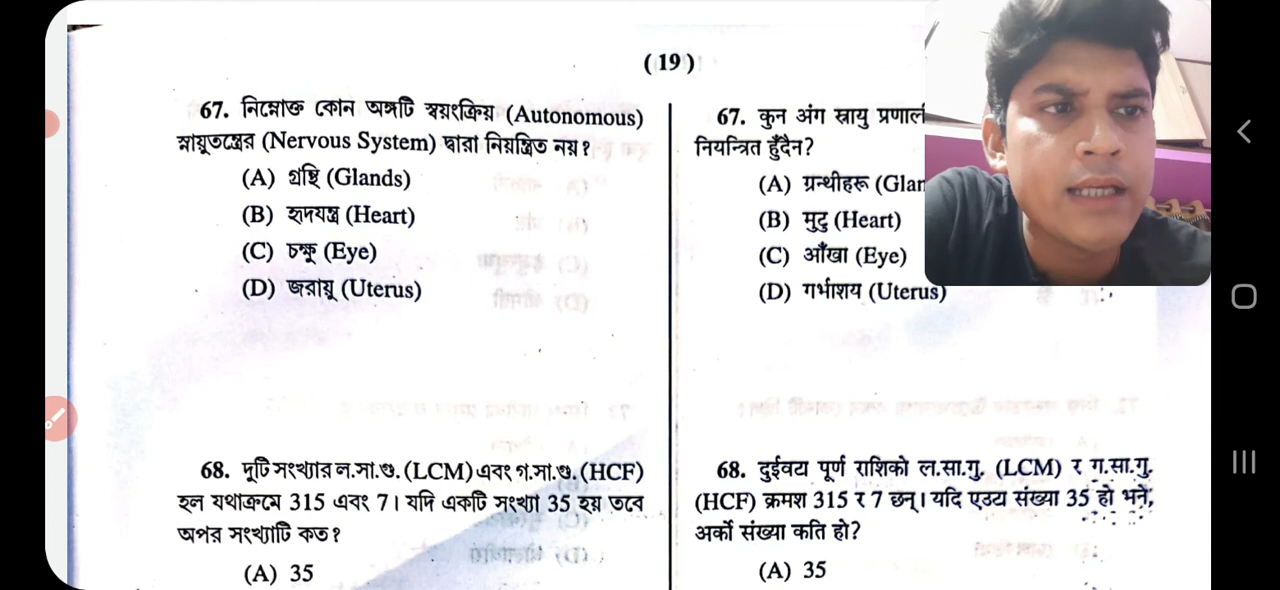 (19)
67. নিম্নোক্ত কোন অঙ্গটি স্বয়ংক্রিয় (Autonomous)
স্নায়ুতন্ত্রের (Nervous System) দ্বারা নিয়ন্ত্রিত নয়?
(A) গ্রন্থি (Glands)
(B) হৃদযন্ত্র (Heart)
(C) চক্ষু (Eye)
(D) জরায়ু (Uterus)
68. দুটি সংখ্যার ল.সা.গু. (LCM) এবং গ.সা.গু. (HCF)
হল যথাক্রমে 315 এবং 7। যদি একটি সংখ্যা 35 হয় তবে
অপর সংখ্যাটি কত?
(A) 35
67. कुन अंग स्नायु
नियन्त्रित हुँदैन?
(A) ग्रन्थीहरू
(B) मुटु (Heart)
(C) आँखा (Eye)
(D) गर्भाशय (Uterus)
68. दुईवटा पूर्ण राशिको ल.सा.गु. (LCM) र ग.सा.गु.
(HCF) क्रमश 315 र 7 छन्। यदि एउटा संख्या 35 हो भने,
अर्को संख्या कति हो?
(A) 35